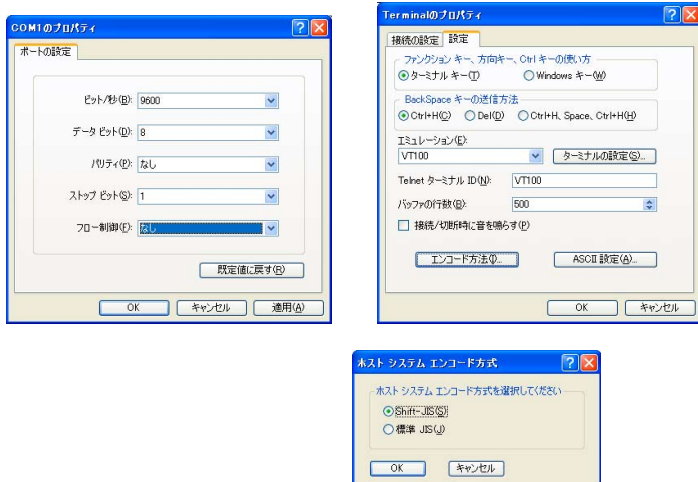 COM1のプロパティ
ポートの設定
ビット/秒(B): 9600
データ ビット(D): 8
パリティ(P): なし
ストップ ビット(S): 1
フロー制御(F): なし
既定値に戻す(R)
OK キャンセル 適用(A)
Terminalのプロパティ
接続の設定 設定
ファンクション キー、方向キー、Ctrl キーの使い方
ターミナル キー(T) Windows キー(W)
BackSpace キーの送信方法
Ctrl+H(C) Del(D) Ctrl+H, Space, Ctrl+H(H)
エミュレーション(E):
VT100 ターミナルの設定(S)...
Telnet ターミナル ID(N): VT100
バッファの行数(B): 500
接続/切断時に音を鳴らす(P)
エンコード方法(I)... ASCII 設定(A)...
OK キャンセル
ホスト システム エンコード方式
ホスト システム エンコード方式を選択してください
Shift-JIS(S)
標準 JIS(J)
OK キャンセル